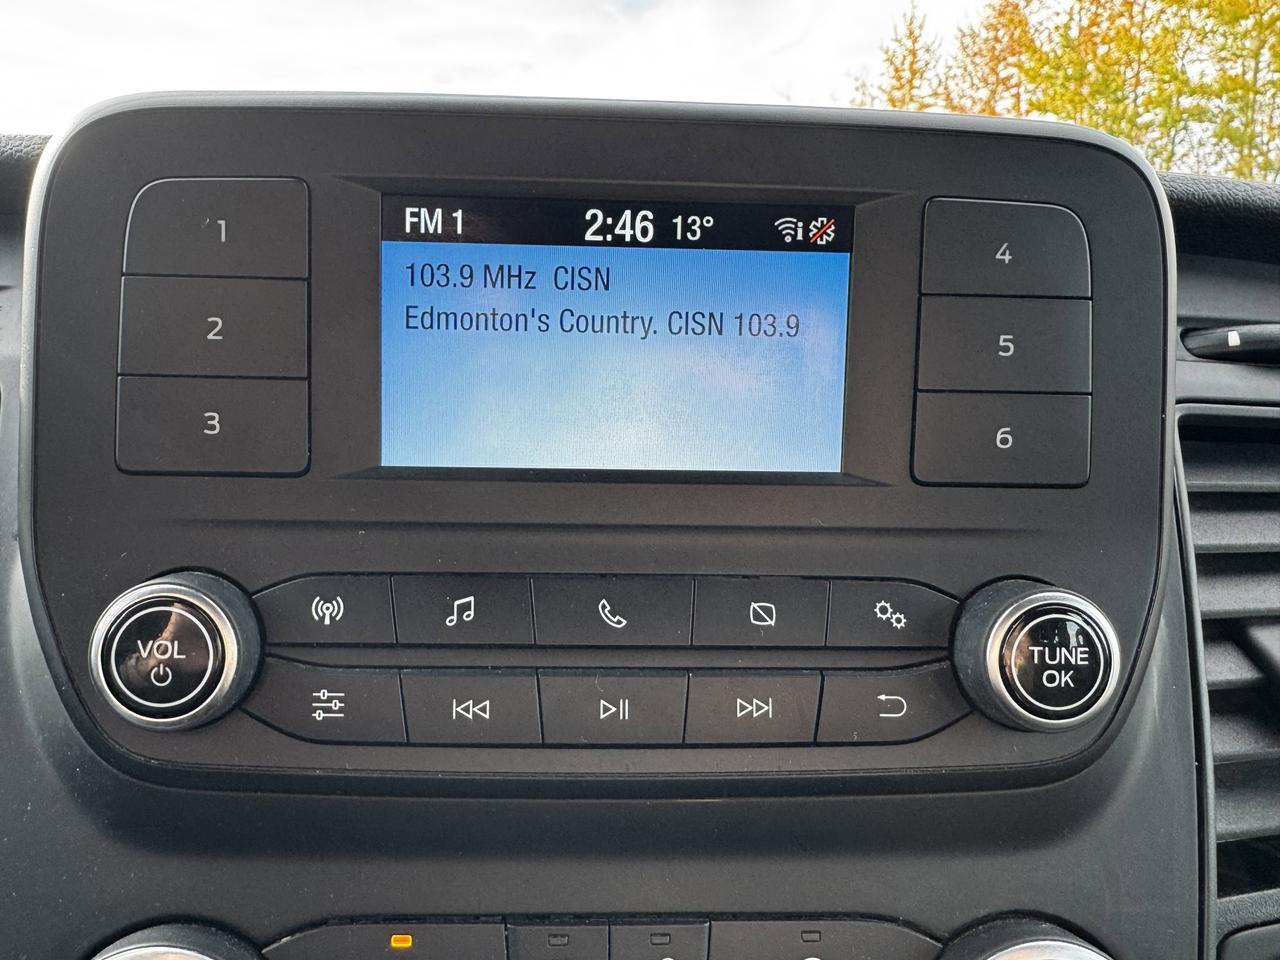 FM 1 2:46 13°
103.9 MHz CISN
Edmonton's Country. CISN 103.9
1
2
3
4
5
6
VOL
TUNE
OK